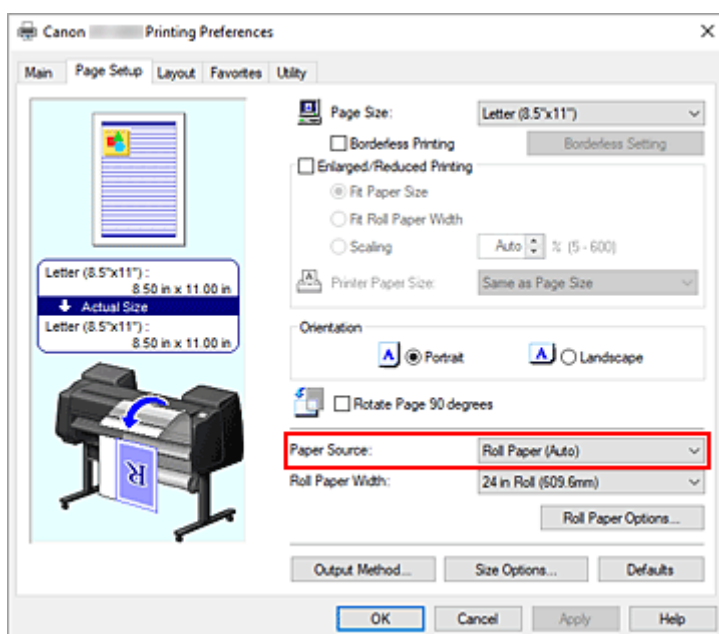 Canon Printing Preferences
Main Page Setup Layout Favorites Utility
Page Size: Letter (8.5"x11")
Borderless Printing Borderless Setting
Enlarged/Reduced Printing
Fit Paper Size
Fit Roll Paper Width
Scaling Auto % (5 - 600)
Printer Paper Size: Same as Page Size
Letter (8.5"x11") :
8.50 in x 11.00 in
Actual Size
Letter (8.5"x11") :
8.50 in x 11.00 in
Orientation
A Portrait A Landscape
Rotate Page 90 degrees
Paper Source: Roll Paper (Auto)
Roll Paper Width: 24 in Roll (609.6mm)
Roll Paper Options...
R
Output Method... Size Options... Defaults
OK Cancel Apply Help